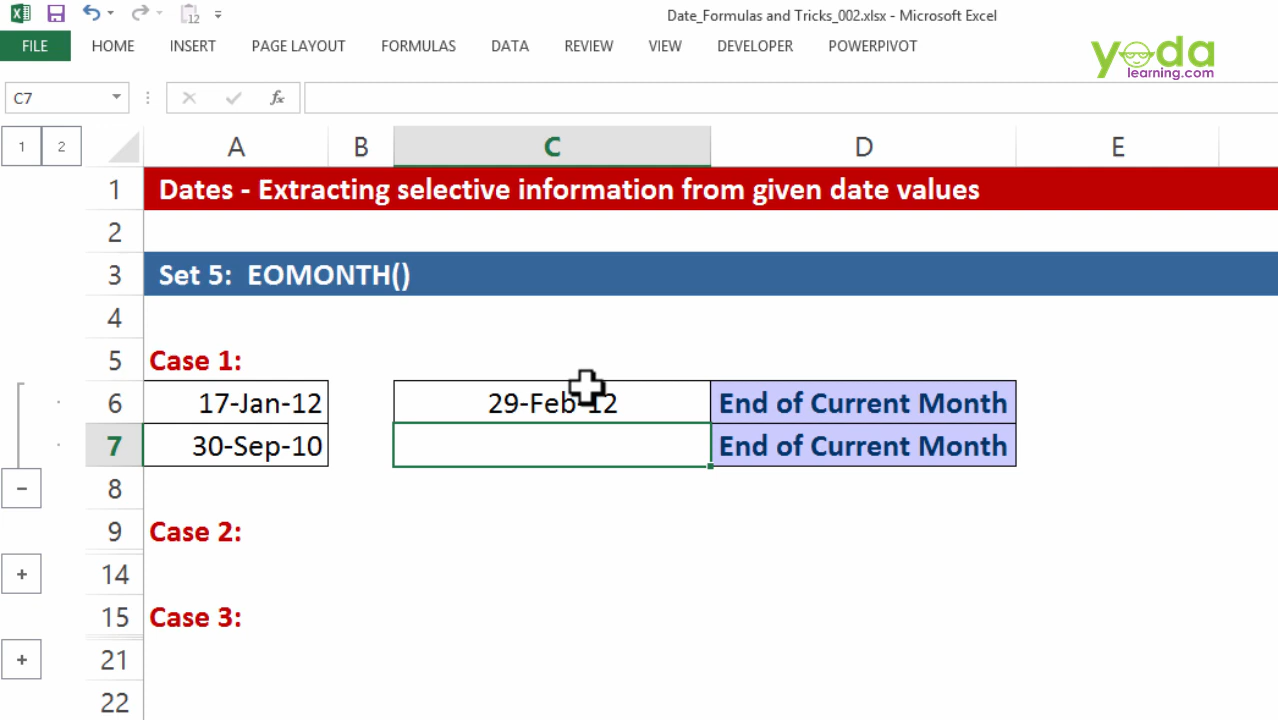 Date_Formulas and Tricks_002.xlsx - Microsoft Excel
FILE HOME INSERT PAGE LAYOUT FORMULAS DATA REVIEW VIEW DEVELOPER POWERPIVOT
yoda
learning.com
C7 fx
1 2 A B C D E
1 Dates - Extracting selective information from given date values
2
3 Set 5: EOMONTH()
4
5 Case 1:
6 17-Jan-12 29-Feb-12 End of Current Month
7 30-Sep-10 End of Current Month
8
9 Case 2:
14
15 Case 3:
21
22